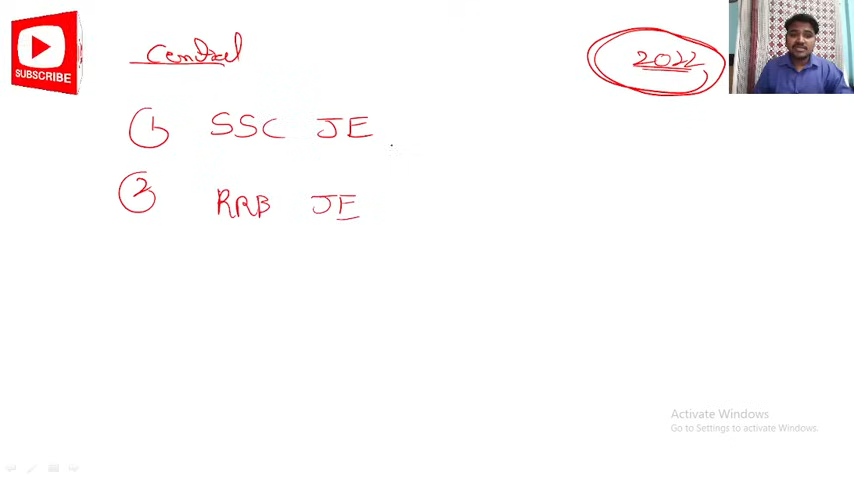 SUBSCRIBE
central
2022
1 SSC JE
2 RRB JE
Activate Windows
Go to Settings to activate Windows.